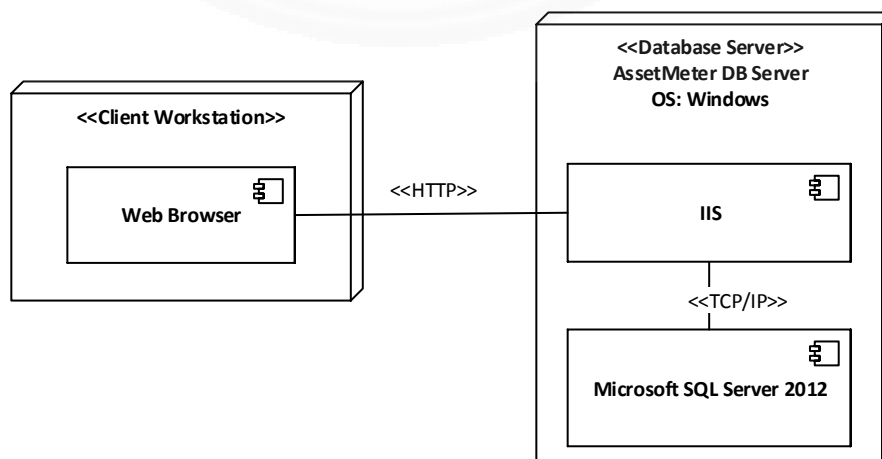 <<Database Server>>
AssetMeter DB Server
OS: Windows
<<Client Workstation>>
Web Browser
<<HTTP>>
IIS
<<TCP/IP>>
Microsoft SQL Server 2012